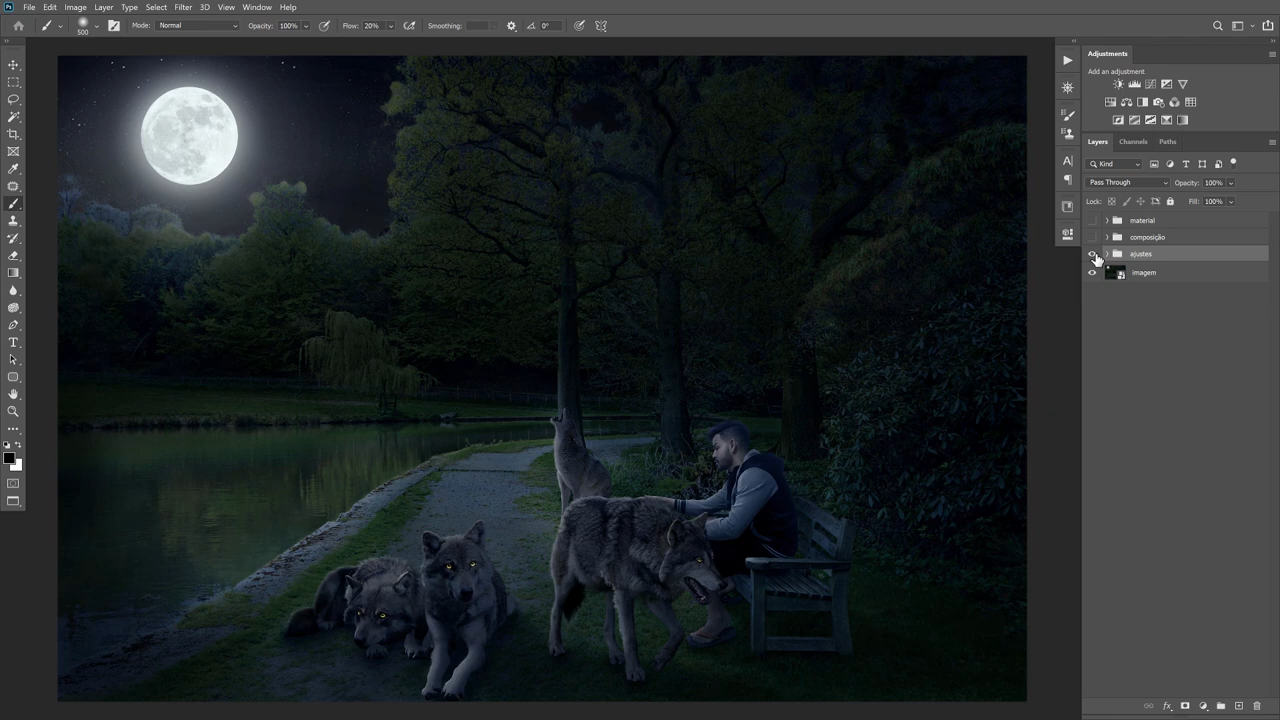 Ps File Edit Image Layer Type Select Filter 3D View Window Help
500 Mode: Normal Opacity: 100% Flow: 20% Smoothing: 0°
Adjustments
Add an adjustment
Layers Channels Paths
Kind
Pass Through Opacity: 100%
Lock: Fill: 100%
material
composição
ajustes
imagem